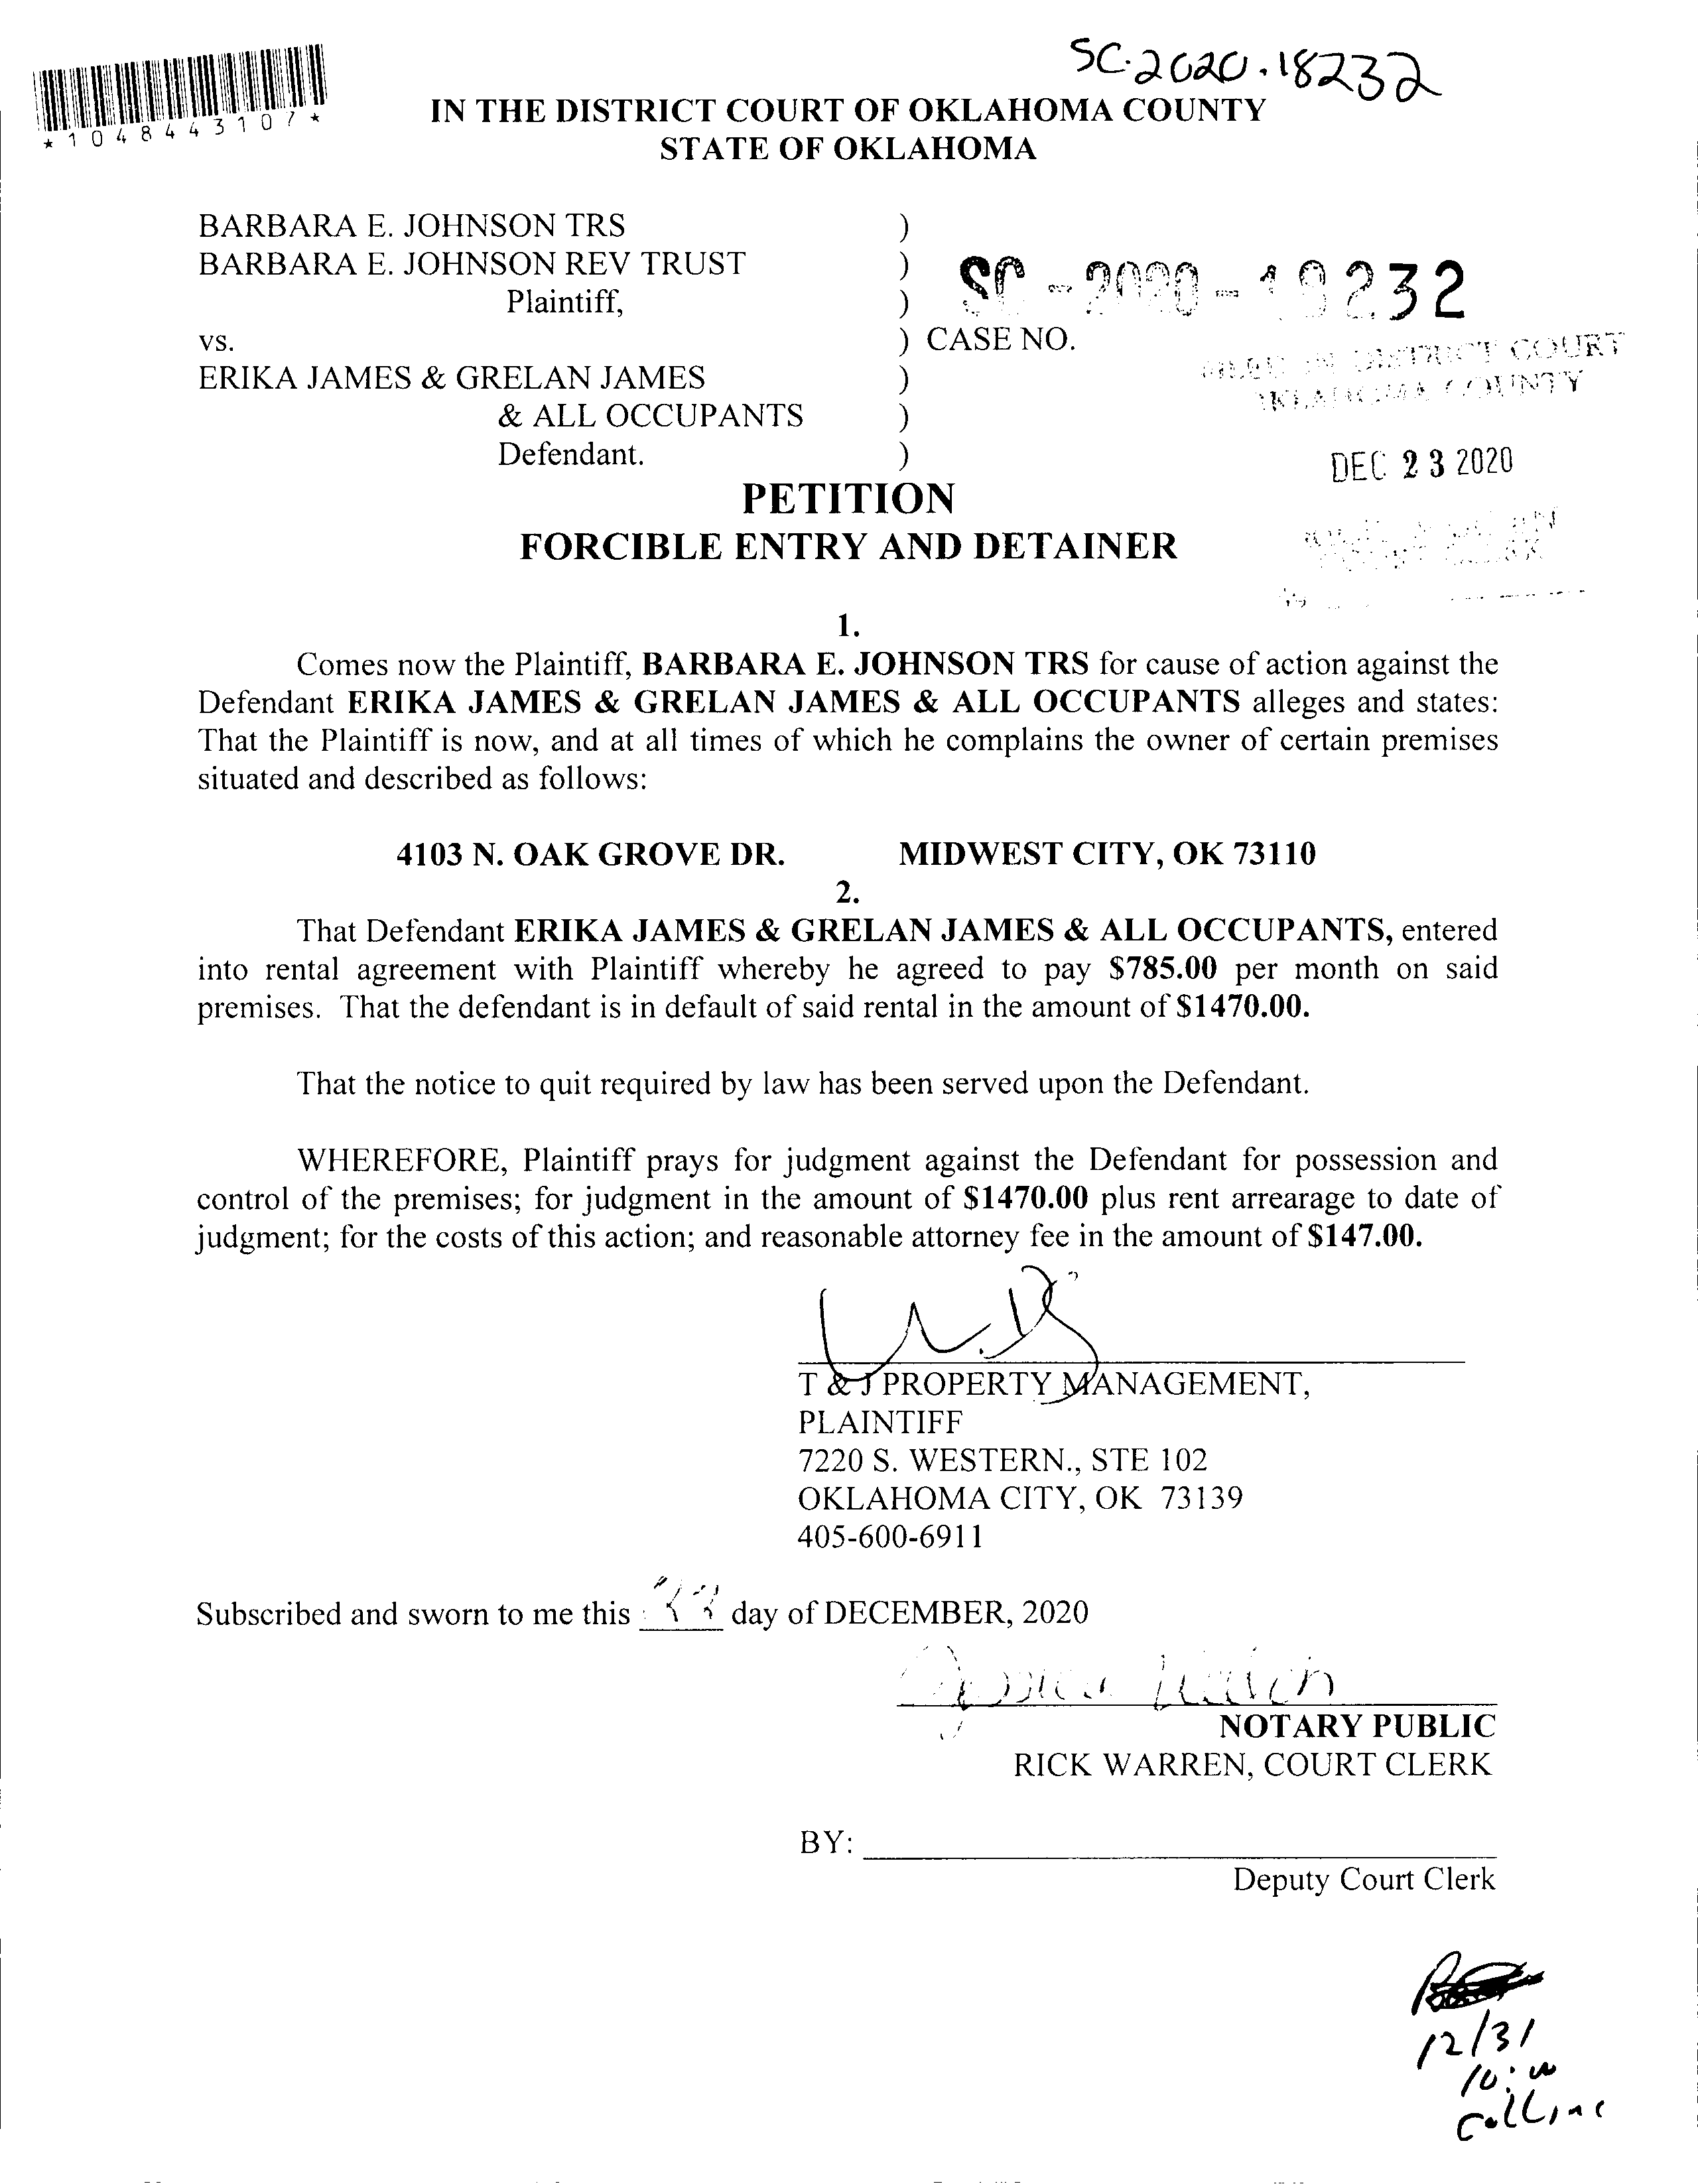 SC-2020-18232
*1048443107*
IN THE DISTRICT COURT OF OKLAHOMA COUNTY
STATE OF OKLAHOMA
BARBARA E. JOHNSON TRS )
BARBARA E. JOHNSON REV TRUST )
Plaintiff, )
vs. ) CASE NO.
SC-2020-18232
ERIKA JAMES & GRELAN JAMES )
& ALL OCCUPANTS )
Defendant. )
FILED IN DISTRICT COURT
OKLAHOMA COUNTY
DEC 23 2020
PETITION
FORCIBLE ENTRY AND DETAINER
1.
Comes now the Plaintiff, BARBARA E. JOHNSON TRS for cause of action against the
Defendant ERIKA JAMES & GRELAN JAMES & ALL OCCUPANTS alleges and states:
That the Plaintiff is now, and at all times of which he complains the owner of certain premises
situated and described as follows:
4103 N. OAK GROVE DR. MIDWEST CITY, OK 73110
2.
That Defendant ERIKA JAMES & GRELAN JAMES & ALL OCCUPANTS, entered
into rental agreement with Plaintiff whereby he agreed to pay $785.00 per month on said
premises. That the defendant is in default of said rental in the amount of $1470.00.
That the notice to quit required by law has been served upon the Defendant.
WHEREFORE, Plaintiff prays for judgment against the Defendant for possession and
control of the premises; for judgment in the amount of $1470.00 plus rent arrearage to date of
judgment; for the costs of this action; and reasonable attorney fee in the amount of $147.00.
T & J PROPERTY MANAGEMENT,
PLAINTIFF
7220 S. WESTERN., STE 102
OKLAHOMA CITY, OK 73139
405-600-6911
Subscribed and sworn to me this day of DECEMBER, 2020
NOTARY PUBLIC
RICK WARREN, COURT CLERK
BY:
Deputy Court Clerk
12/31